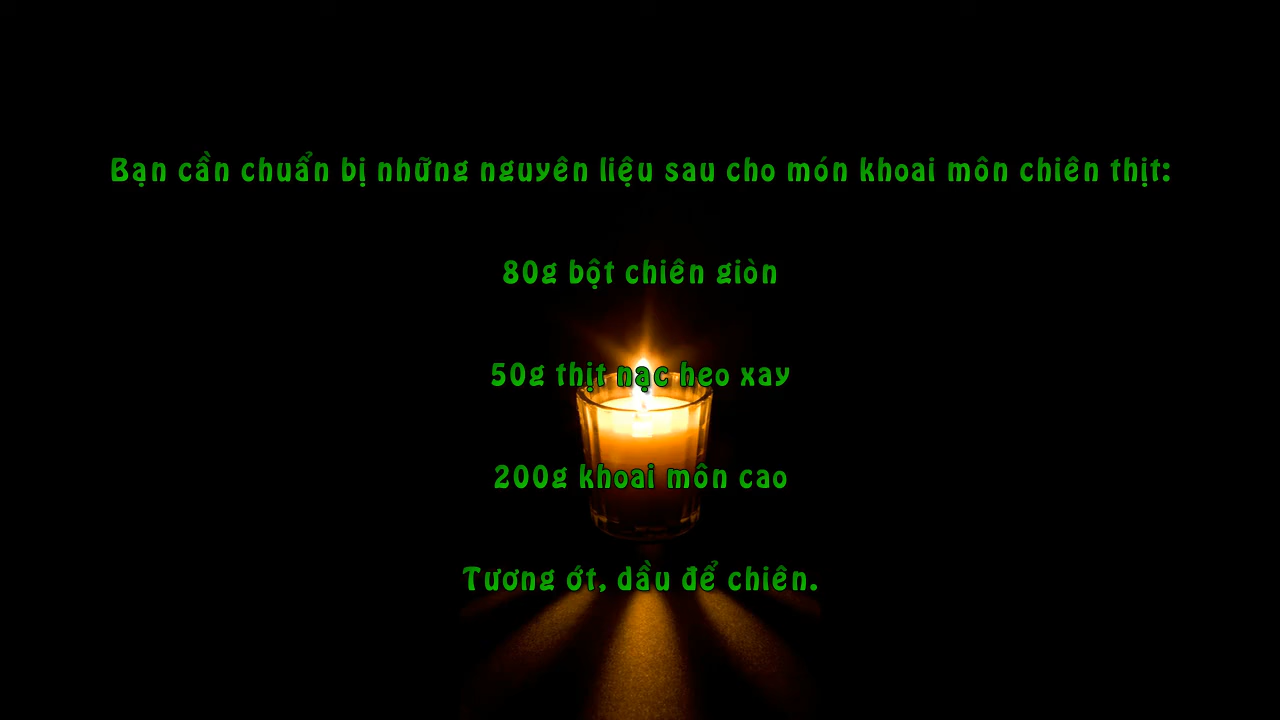 Bạn cần chuẩn bị những nguyên liệu sau cho món khoai môn chiên thịt:
80g bột chiên giòn
50g thịt nạc heo xay
200g khoai môn cao
Tương ớt, dầu để chiên.